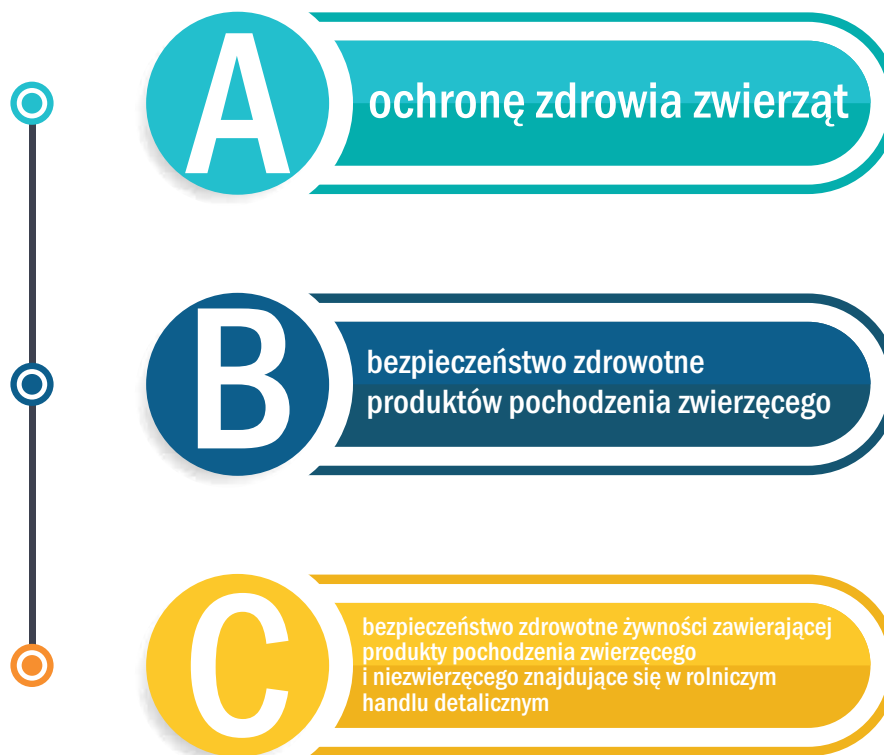 A
ochronę zdrowia zwierząt
B
bezpieczeństwo zdrowotne
produktów pochodzenia zwierzęcego
C
bezpieczeństwo zdrowotne żywności zawierającej
produkty pochodzenia zwierzęcego
i niezwierzęcego znajdujące się w rolniczym
handlu detalicznym